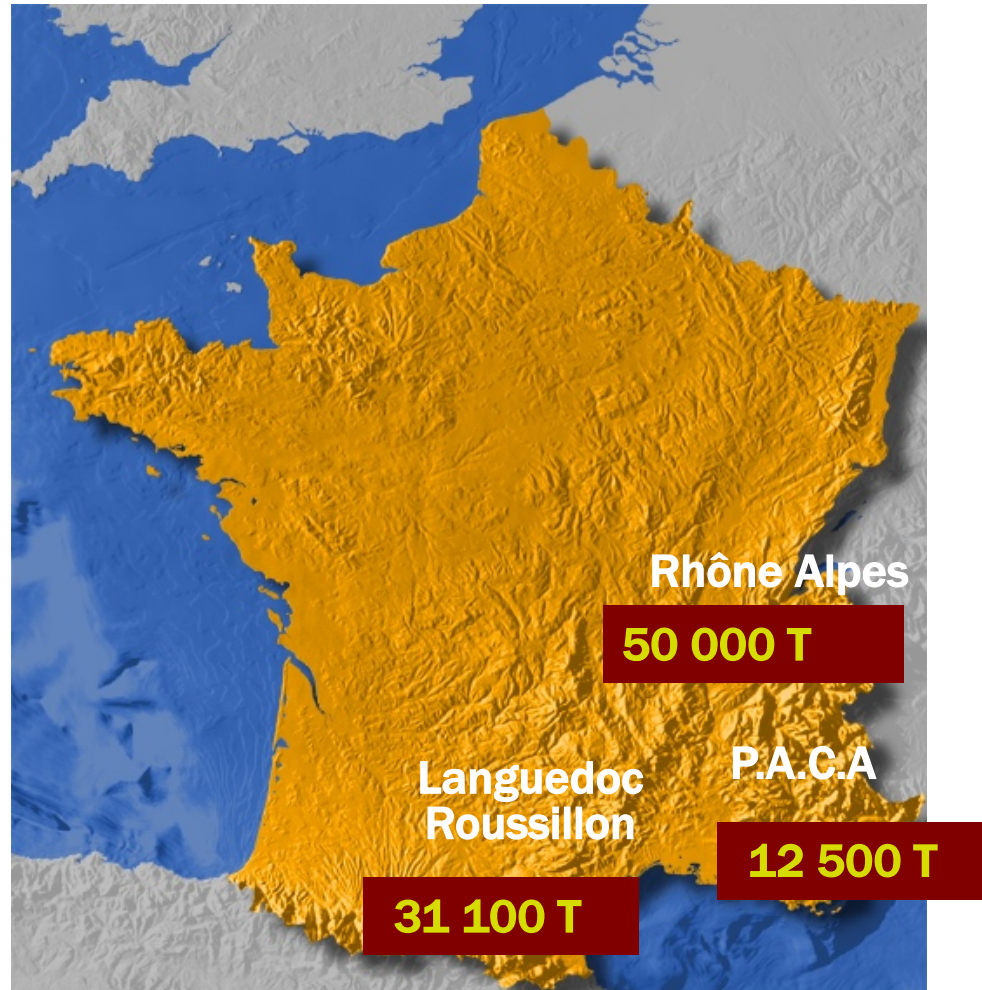 Rhône Alpes
50 000 T
P.A.C.A
Languedoc
Roussillon
12 500 T
31 100 T